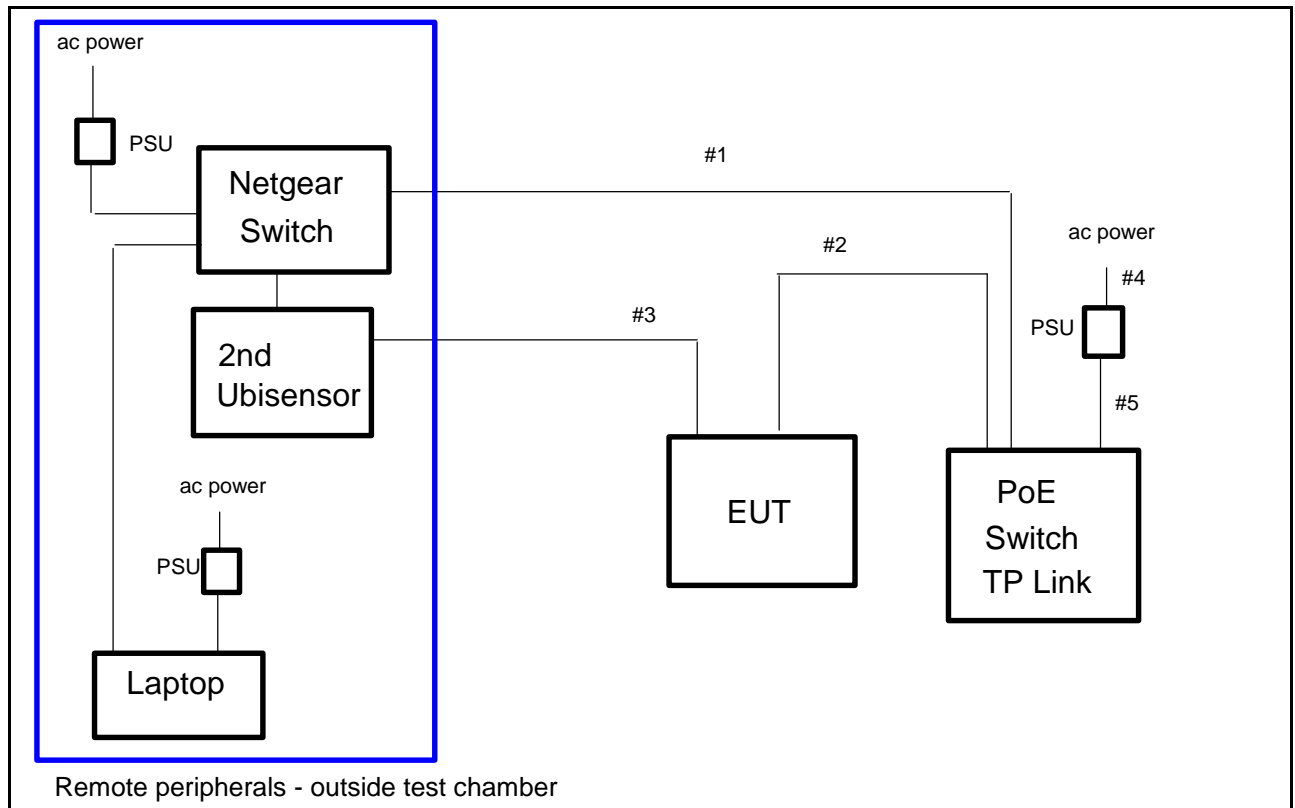 ac power
PSU
Netgear
Switch
#1
ac power
#2
#4
#3
PSU
2nd
Ubisensor
#5
ac power
EUT
PoE
Switch
TP Link
PSU
Laptop
Remote peripherals - outside test chamber